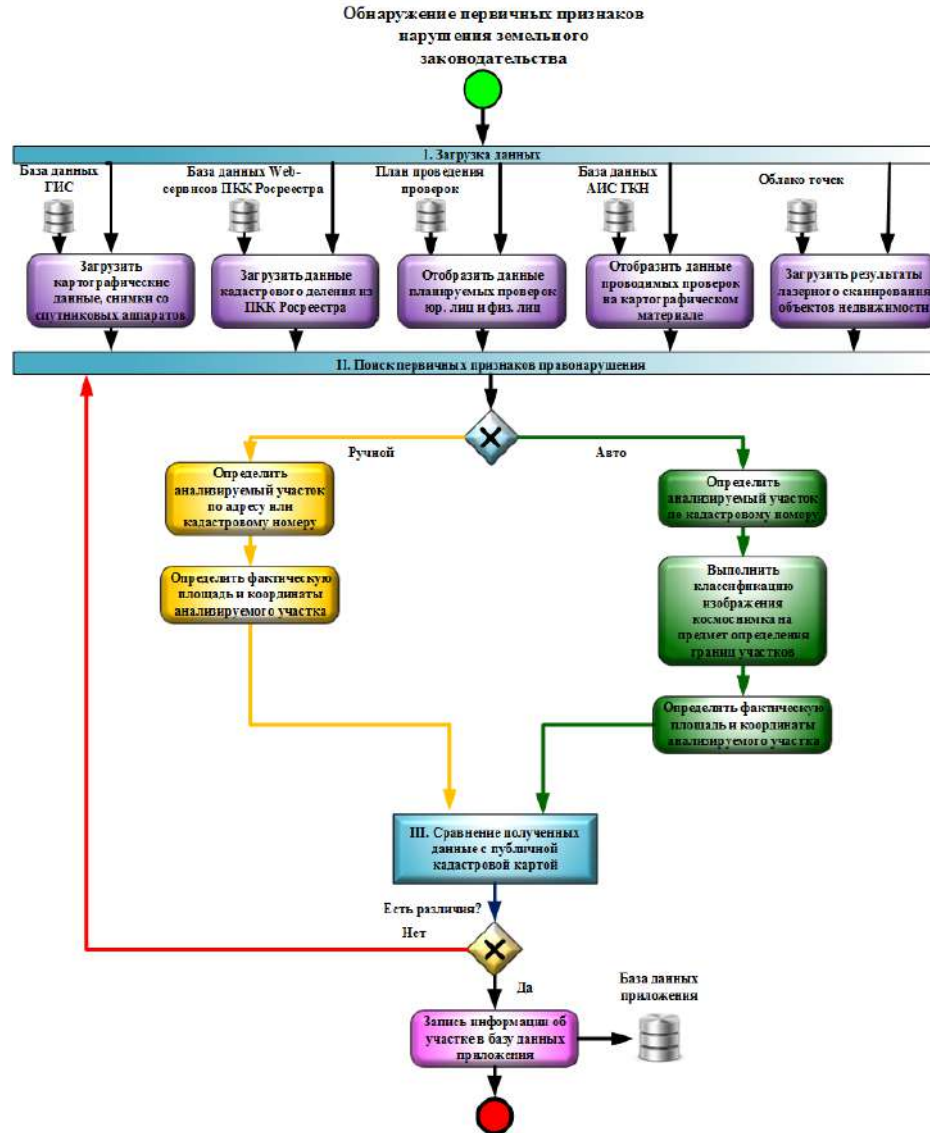 Обнаружение первичных признаков
нарушения земельного
законодательства
I. Загрузка данных
База данных
ГИС
База данных Web-
сервисов ПКК Росреестра
План проведения
проверок
База данных
АИС ГКН
Облако точек
Загрузить
картографические
данные, снимки со
спутниковых аппаратов
Загрузить данные
кадастрового деления из
ПКК Росреестра
Отобразить данные
планируемых проверок
юр. лиц и физ. лиц
Отобразить данные
проводимых проверок
на картографическом
материале
Загрузить результаты
лазерного сканирования
объектов недвижимости
II. Поиск первичных признаков правонарушения
Ручной
Авто
Определить
анализируемый участок
по адресу или
кадастровому номеру
Определить
анализируемый участок
по кадастровому номеру
Определить фактическую
площадь и координаты
анализируемого участка
Выполнить
классификацию
изображения
космоснимка на
предмет определения
границ участков
Определить фактическую
площадь и координаты
анализируемого участка
III. Сравнение полученных
данные с публичной
кадастровой картой
Есть различия?
Нет
Да
База данных
приложения
Запись информации об
участке в базу данных
приложения